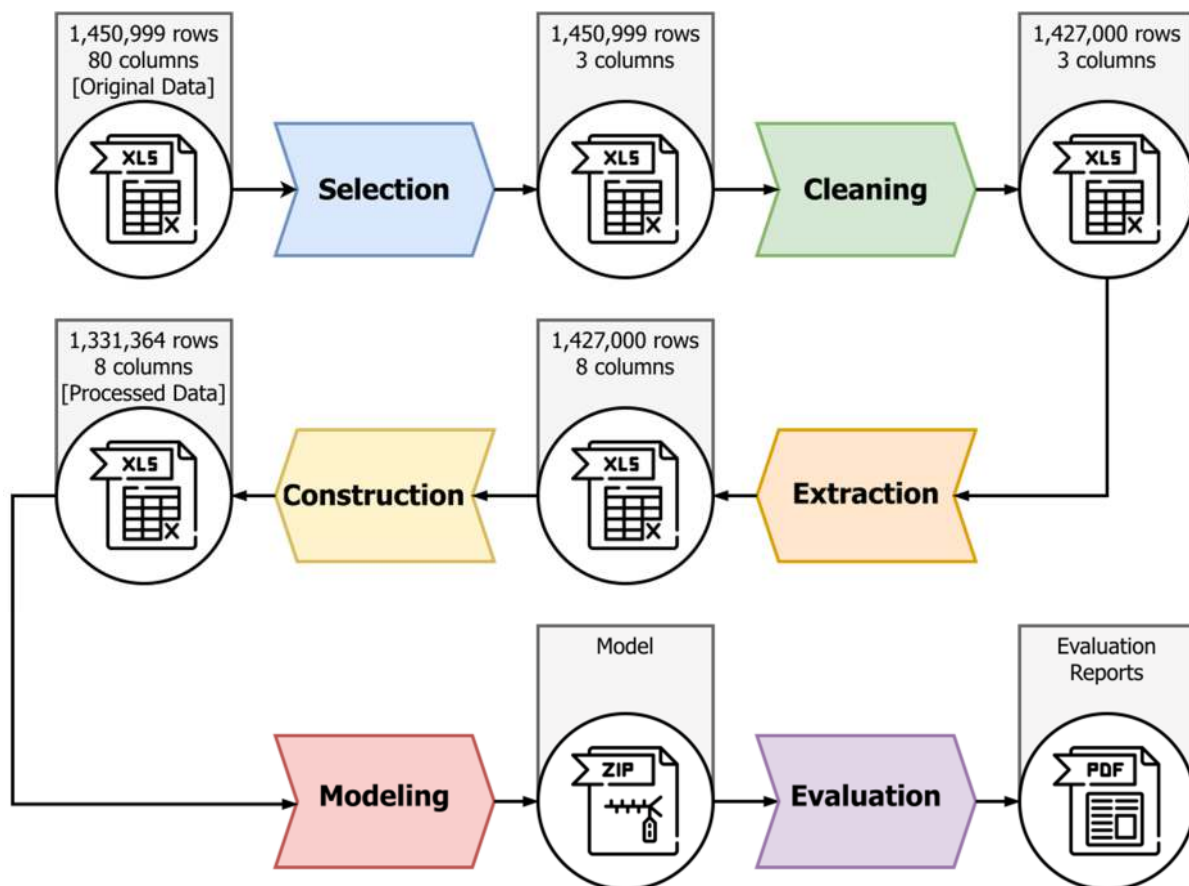 1,450,999 rows
80 columns
[Original Data]
XLS
X
Selection
1,450,999 rows
3 columns
XLS
X
Cleaning
1,427,000 rows
3 columns
XLS
X
1,331,364 rows
8 columns
[Processed Data]
XLS
X
Construction
1,427,000 rows
8 columns
XLS
X
Extraction
Modeling
Model
ZIP
Evaluation
Evaluation
Reports
PDF